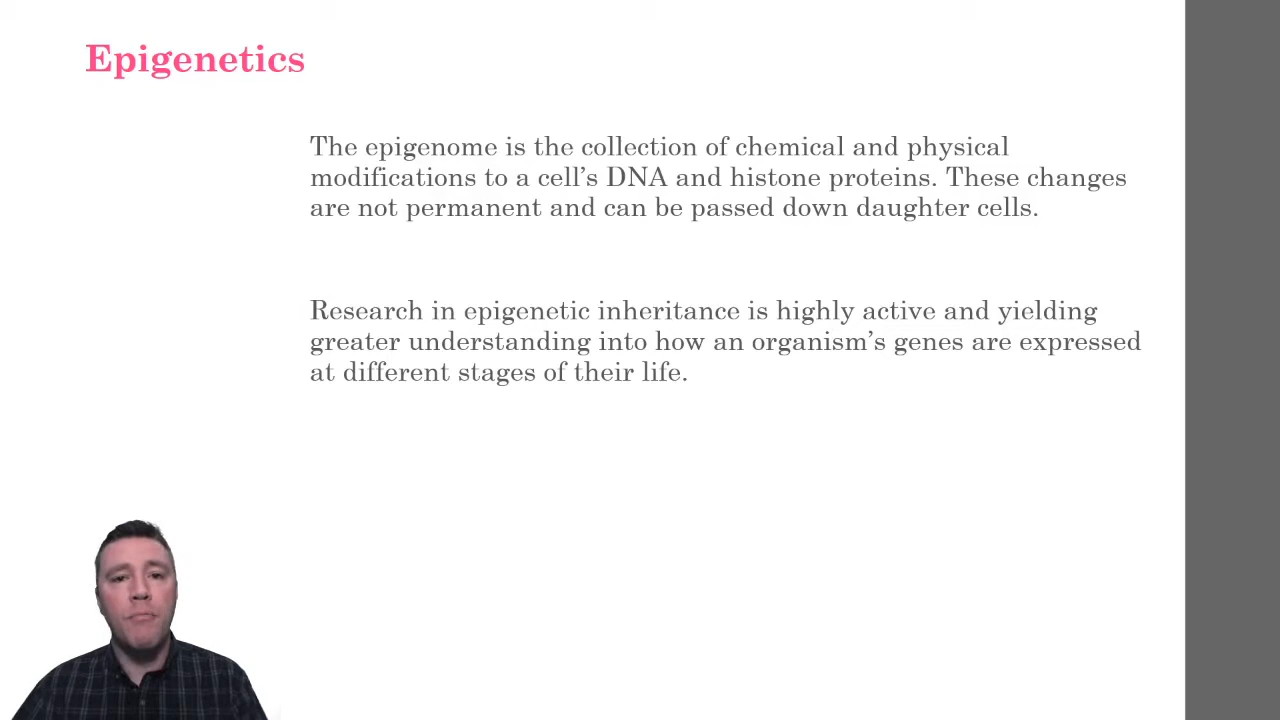 Epigenetics
The epigenome is the collection of chemical and physical
modifications to a cell’s DNA and histone proteins. These changes
are not permanent and can be passed down daughter cells.
Research in epigenetic inheritance is highly active and yielding
greater understanding into how an organism’s genes are expressed
at different stages of their life.